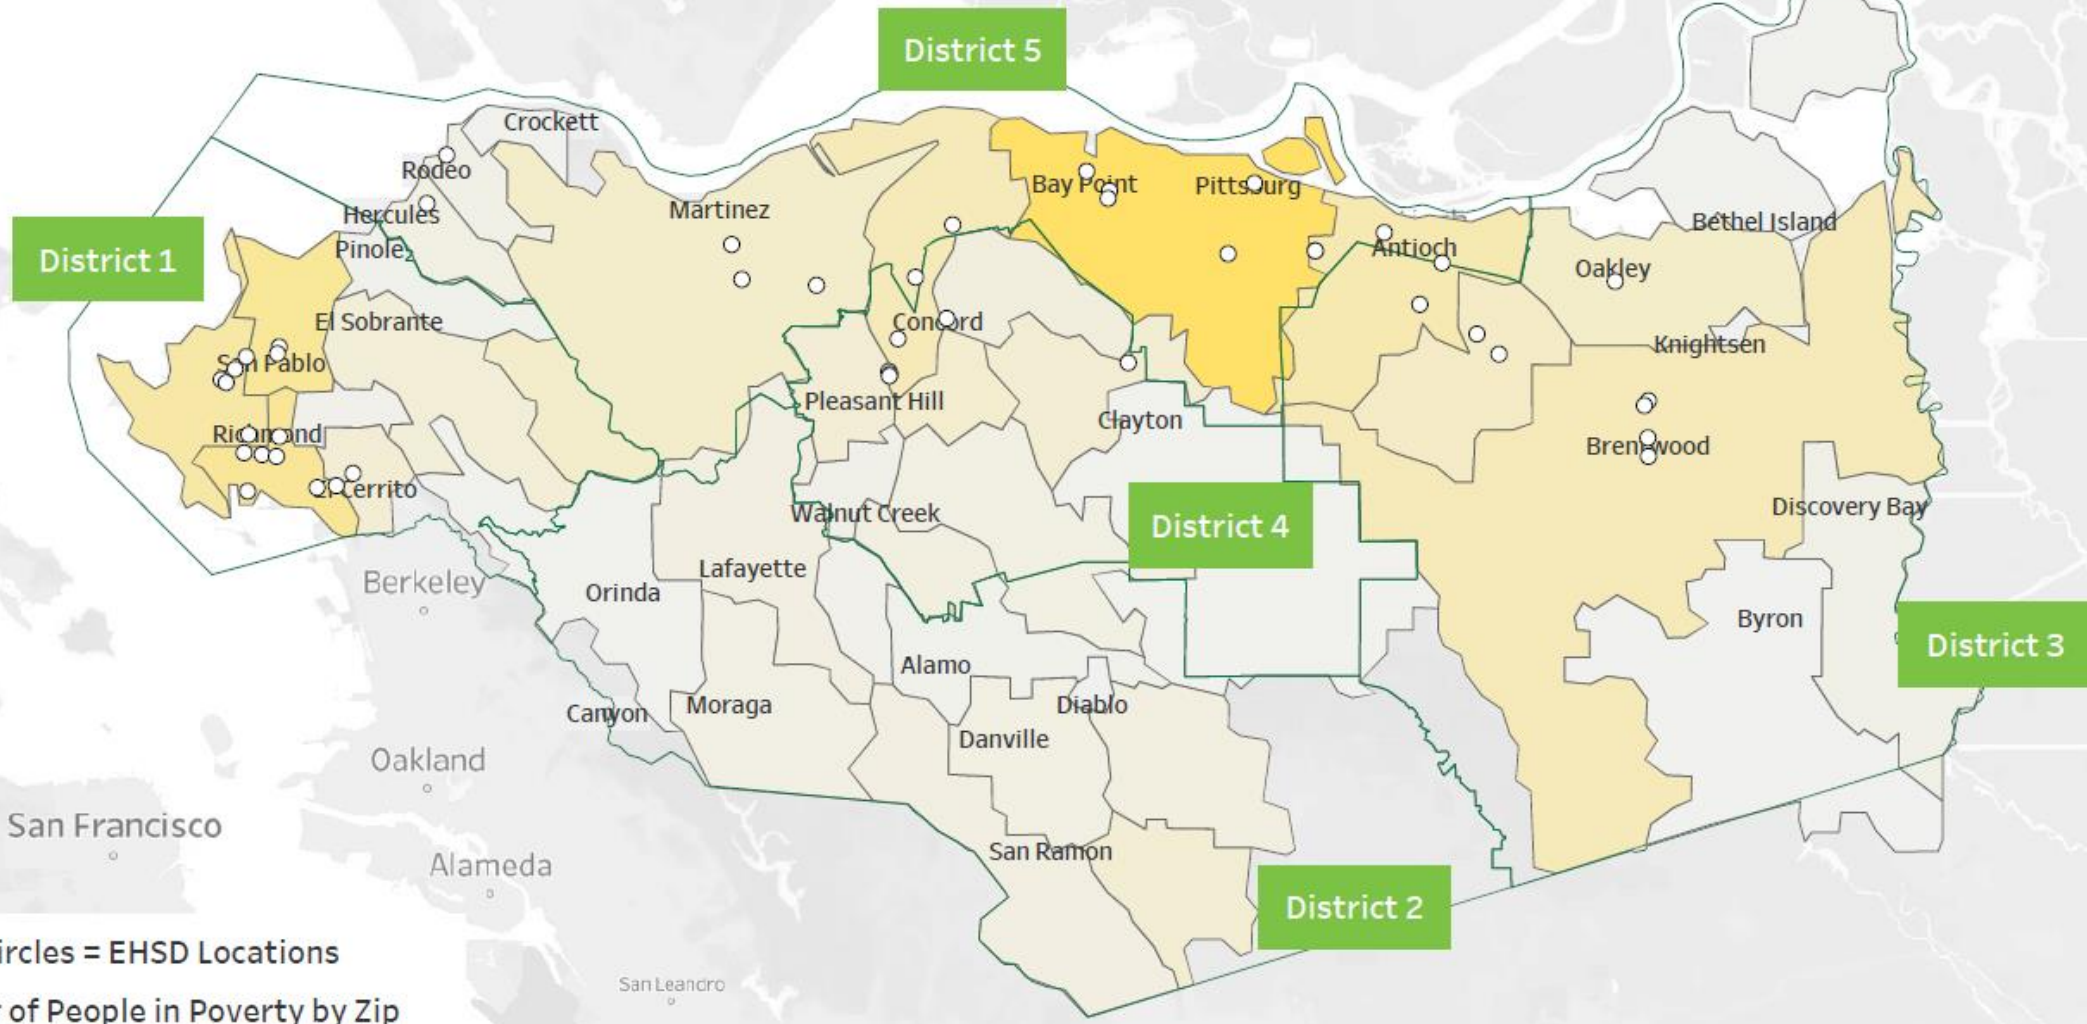 District 5
Crockett
Rodeo
Hercules
Pinole
District 1
Martinez
Bay Point
Pittsburg
Antioch
Bethel Island
Oakley
El Sobrante
Concord
Knightsen
San Pablo
Pleasant Hill
Clayton
Richmond
Brentwood
El Cerrito
Discovery Bay
Walnut Creek
District 4
Lafayette
Berkeley
Orinda
Byron
District 3
Alamo
Moraga
Diablo
Canyon
Danville
Oakland
San Francisco
San Ramon
Alameda
District 2
ircles = EHSD Locations
San Leandro
r of People in Poverty by Zip